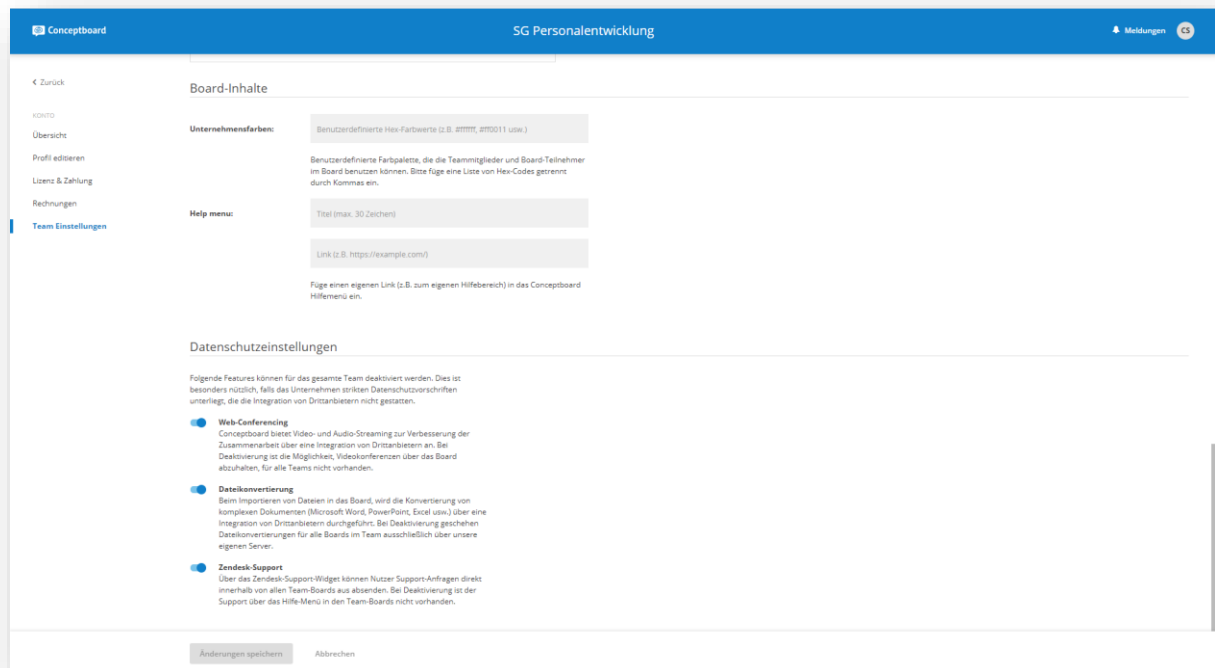 Conceptboard
SG Personalentwicklung
Meldungen
CS
Zurück
KONTO
Übersicht
Profil editieren
Lizenz & Zahlung
Rechnungen
Team Einstellungen
Board-Inhalte
Unternehmensfarben:
Benutzerdefinierte Hex-Farbwerte (z.B. #ffffff, #ff0011 usw.)
Benutzerdefinierte Farbpalette, die die Teammitglieder und Board-Teilnehmer
im Board benutzen können. Bitte füge eine Liste von Hex-Codes getrennt
durch Kommas ein.
Help menu:
Titel (max. 30 Zeichen)
Link (z.B. https://example.com/)
Füge einen eigenen Link (z.B. zum eigenen Hilfebereich) in das Conceptboard
Hilfemenü ein.
Datenschutzeinstellungen
Folgende Features können für das gesamte Team deaktiviert werden. Dies ist
besonders nützlich, falls das Unternehmen strikten Datenschutzvorschriften
unterliegt, die die Integration von Drittanbietern nicht gestatten.
Web-Conferencing
Conceptboard bietet Video- und Audio-Streaming zur Verbesserung der
Zusammenarbeit über eine Integration von Drittanbietern an. Bei
Deaktivierung ist die Möglichkeit, Videokonferenzen über das Board
abzuhalten, für alle Teams nicht vorhanden.
Dateikonvertierung
Beim Importieren von Dateien in das Board, wird die Konvertierung von
komplexen Dokumenten (Microsoft Word, PowerPoint, Excel usw.) über eine
Integration von Drittanbietern durchgeführt. Bei Deaktivierung geschehen
Dateikonvertierungen für alle Boards im Team ausschließlich über unsere
eigenen Server.
Zendesk-Support
Über das Zendesk-Support-Widget können Nutzer Support-Anfragen direkt
innerhalb von allen Team-Boards aus absenden. Bei Deaktivierung ist der
Support über das Hilfe-Menü in den Team-Boards nicht vorhanden.
Änderungen speichern
Abbrechen